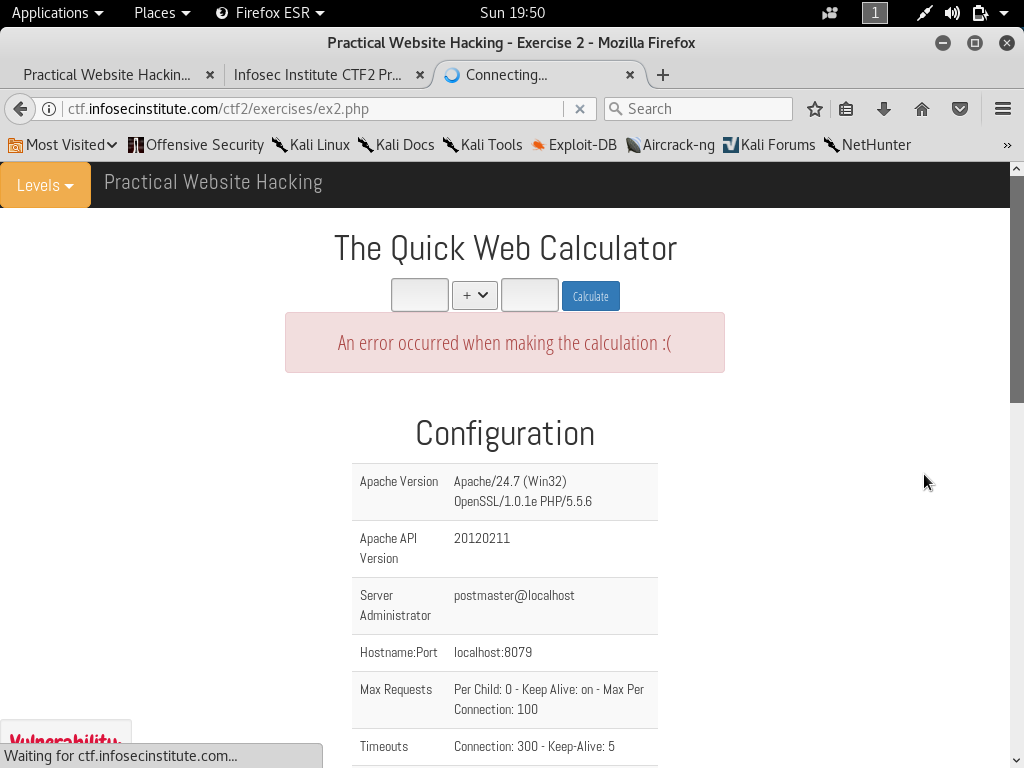 Applications Places Firefox ESR Sun 19:50 1
Practical Website Hacking - Exercise 2 - Mozilla Firefox
Practical Website Hackin... Infosec Institute CTF2 Pr... Connecting...
ctf.infosecinstitute.com/ctf2/exercises/ex2.php Search
Most Visited Offensive Security Kali Linux Kali Docs Kali Tools Exploit-DB Aircrack-ng Kali Forums NetHunter »
Levels Practical Website Hacking
The Quick Web Calculator
+ Calculate
An error occurred when making the calculation :(
Configuration
Apache Version Apache/24.7 (Win32)
OpenSSL/1.0.1e PHP/5.5.6
Apache API 20120211
Version
Server postmaster@localhost
Administrator
Hostname:Port localhost:8079
Max Requests Per Child: 0 - Keep Alive: on - Max Per
Connection: 100
Timeouts Connection: 300 - Keep-Alive: 5
Vulnerability:
Waiting for ctf.infosecinstitute.com...